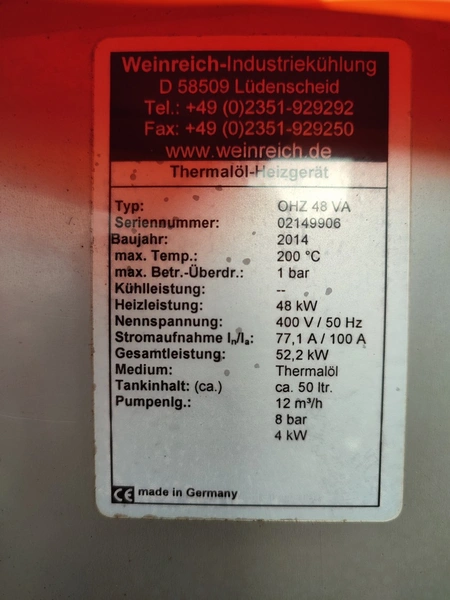 Weinreich-Industriekühlung
D 58509 Lüdenscheid
Tel.: +49 (0)2351-929292
Fax: +49 (0)2351-929250
www.weinreich.de
Thermalöl-Heizgerät
Typ: OHZ 48 VA
Seriennummer: 02149906
Baujahr: 2014
max. Temp.: 200 °C
max. Betr.-Überdr.: 1 bar
Kühlleistung: --
Heizleistung: 48 kW
Nennspannung: 400 V / 50 Hz
Stromaufnahme In/Ia: 77,1 A / 100 A
Gesamtleistung: 52,2 kW
Medium: Thermalöl
Tankinhalt: (ca.) ca. 50 ltr.
Pumpenlg.: 12 m³/h
8 bar
4 kW
CE made in Germany